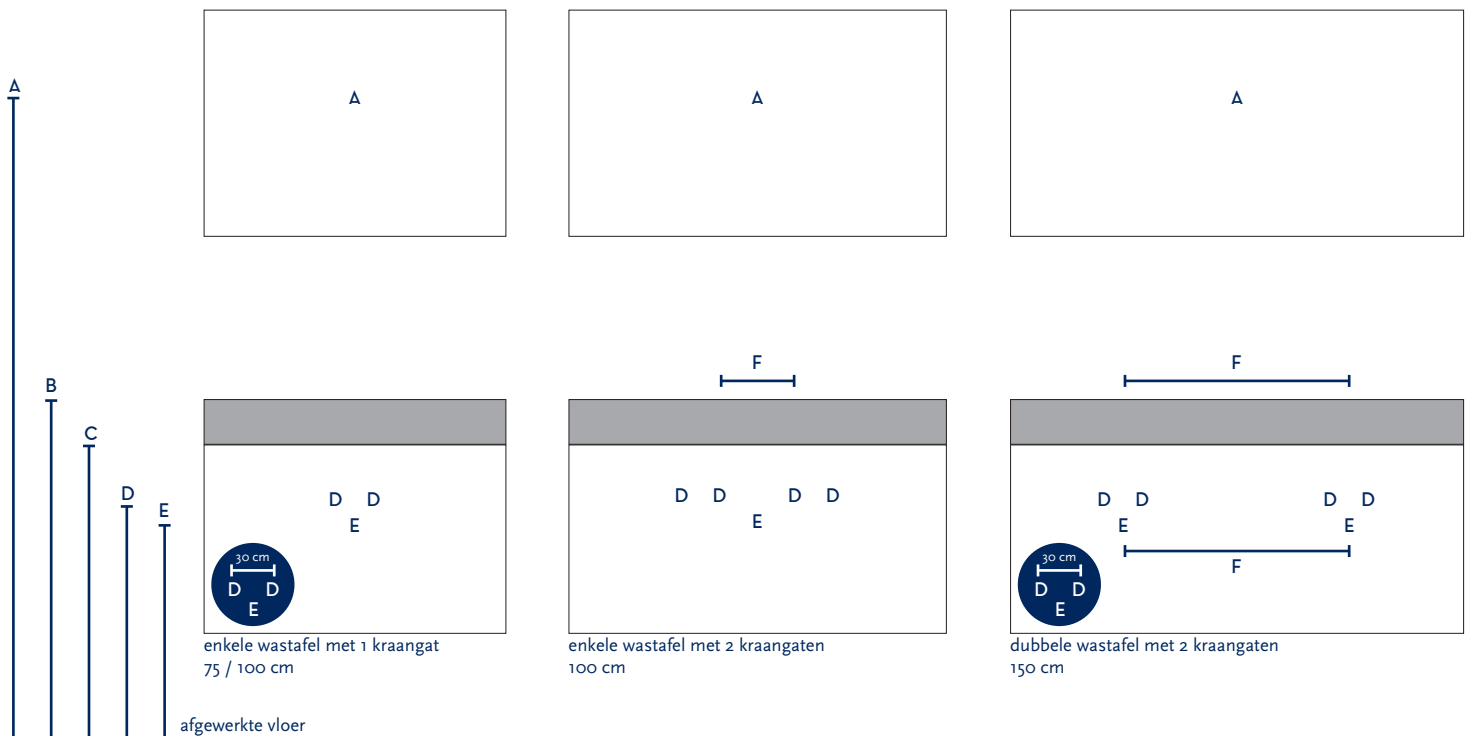 A
A
A
A
F
F
B
C
D
E
D D
E
D D D D
E
D D D D
E E
F
30 cm
D D
E
30 cm
D D
E
enkele wastafel met 1 kraangat
75 / 100 cm
enkele wastafel met 2 kraangaten
100 cm
dubbele wastafel met 2 kraangaten
150 cm
afgewerkte vloer